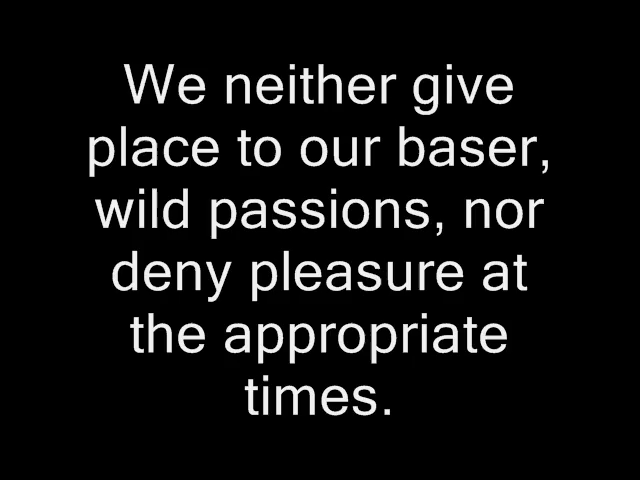 We neither give
place to our baser,
wild passions, nor
deny pleasure at
the appropriate
times.